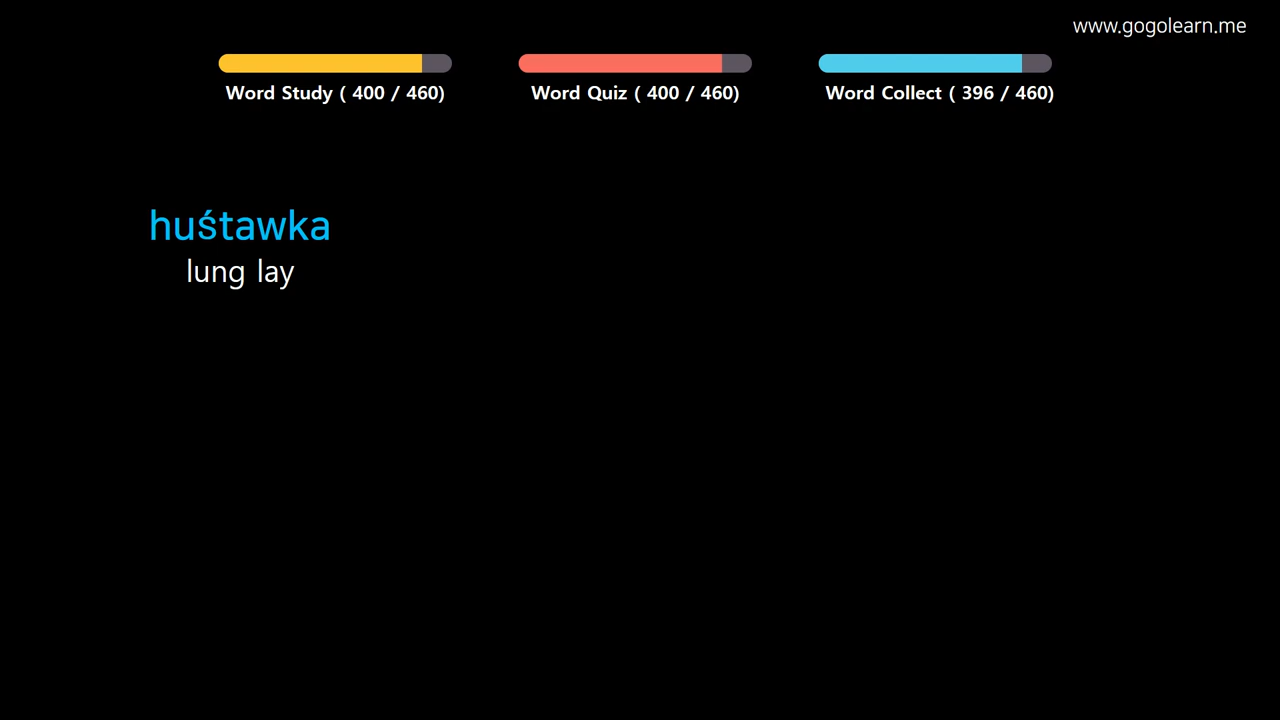 www.gogolearn.me
Word Study ( 400 / 460)
Word Quiz ( 400 / 460)
Word Collect ( 396 / 460)
huśtawka
lung lay